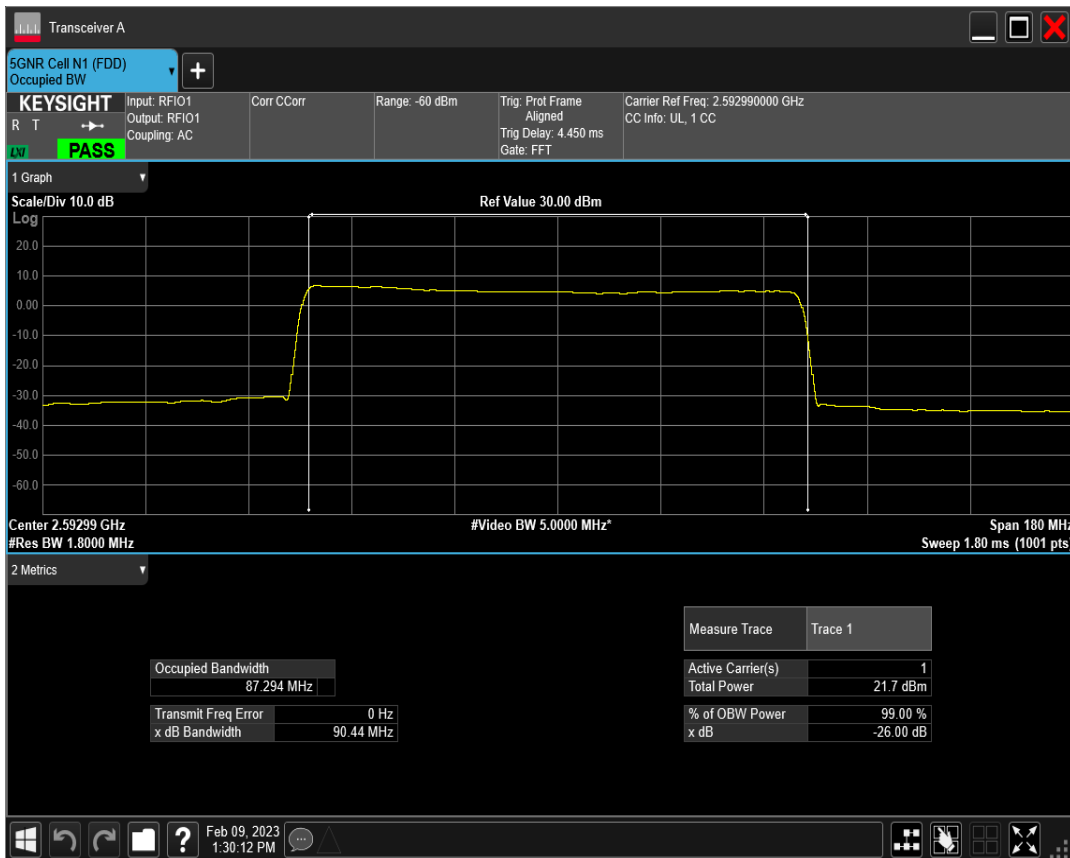 Transceiver A
5GNR Cell N1 (FDD)
Occupied BW
KEYSIGHT
R T
LXI
PASS
Input: RFIO1
Output: RFIO1
Coupling: AC
Corr CCorr
Range: -60 dBm
Trig: Prot Frame
Aligned
Trig Delay: 4.450 ms
Gate: FFT
Carrier Ref Freq: 2.592990000 GHz
CC Info: UL, 1 CC
1 Graph
Scale/Div 10.0 dB
Ref Value 30.00 dBm
Log
20.0
10.0
0.00
-10.0
-20.0
-30.0
-40.0
-50.0
-60.0
Center 2.59299 GHz
#Video BW 5.0000 MHz*
Span 180 MHz
#Res BW 1.8000 MHz
Sweep 1.80 ms (1001 pts)
2 Metrics
Measure Trace Trace 1
Occupied Bandwidth
87.294 MHz
Active Carrier(s) 1
Total Power 21.7 dBm
Transmit Freq Error 0 Hz
x dB Bandwidth 90.44 MHz
% of OBW Power 99.00 %
x dB -26.00 dB
?
Feb 09, 2023
1:30:12 PM